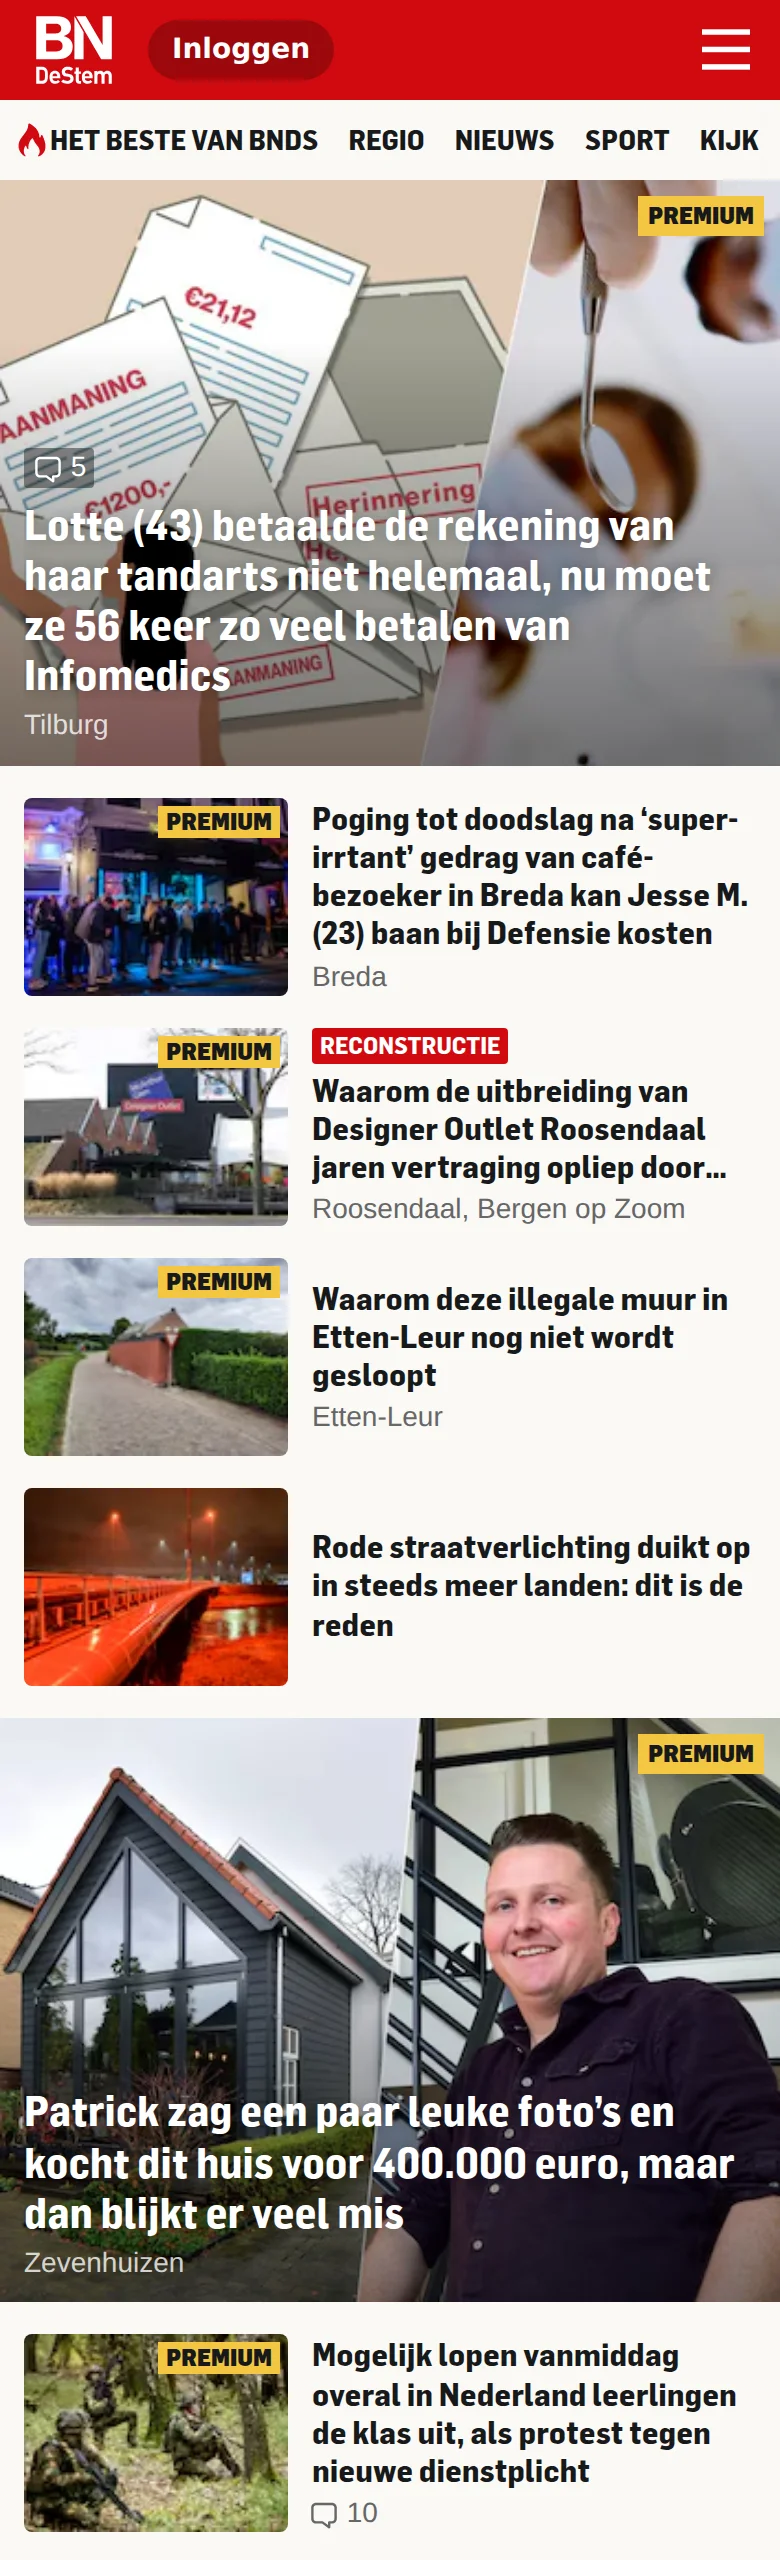 BN
DeStem
Inloggen
HET BESTE VAN BNDS REGIO NIEUWS SPORT KIJK
PREMIUM
€21,12
AANMANING
€1200,-
Herinnering
5
Lotte (43) betaalde de rekening van
haar tandarts niet helemaal, nu moet
ze 56 keer zo veel betalen van
Infomedics
ANMANING
Tilburg
PREMIUM
Poging tot doodslag na ‘super-
irrtant’ gedrag van café-
bezoeker in Breda kan Jesse M.
(23) baan bij Defensie kosten
Breda
PREMIUM
Designer Outlet
RECONSTRUCTIE
Waarom de uitbreiding van
Designer Outlet Roosendaal
jaren vertraging opliep door...
Roosendaal, Bergen op Zoom
PREMIUM
Waarom deze illegale muur in
Etten-Leur nog niet wordt
gesloopt
Etten-Leur
Rode straatverlichting duikt op
in steeds meer landen: dit is de
reden
PREMIUM
Patrick zag een paar leuke foto’s en
kocht dit huis voor 400.000 euro, maar
dan blijkt er veel mis
Zevenhuizen
PREMIUM
Mogelijk lopen vanmiddag
overal in Nederland leerlingen
de klas uit, als protest tegen
nieuwe dienstplicht
10